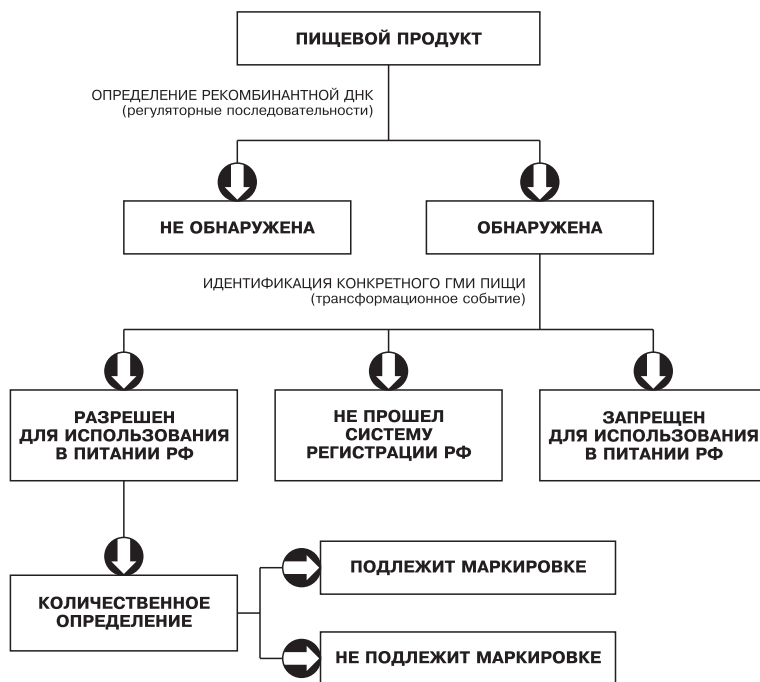 ПИЩЕВОЙ ПРОДУКТ
ОПРЕДЕЛЕНИЕ РЕКОМБИНАНТНОЙ ДНК
(регуляторные последовательности)
НЕ ОБНАРУЖЕНА
ОБНАРУЖЕНА
ИДЕНТИФИКАЦИЯ КОНКРЕТНОГО ГМИ ПИЩИ
(трансформационное событие)
РАЗРЕШЕН
ДЛЯ ИСПОЛЬЗОВАНИЯ
В ПИТАНИИ РФ
НЕ ПРОШЕЛ
СИСТЕМУ
РЕГИСТРАЦИИ РФ
ЗАПРЕЩЕН
ДЛЯ ИСПОЛЬЗОВАНИЯ
В ПИТАНИИ РФ
КОЛИЧЕСТВЕННОЕ
ОПРЕДЕЛЕНИЕ
ПОДЛЕЖИТ МАРКИРОВКЕ
НЕ ПОДЛЕЖИТ МАРКИРОВКЕ